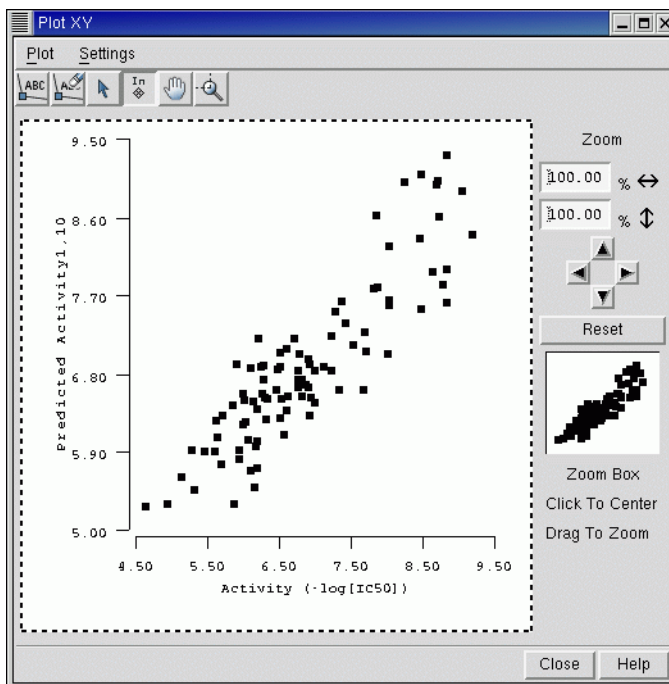 Plot XY
Plot Settings
ABC
In
Zoom
100.00 %
100.00 %
Reset
Zoom Box
Click To Center
Drag To Zoom
Predicted Activity1,10
9.50
8.60
7.70
6.80
5.90
5.00
4.50 5.50 6.50 7.50 8.50 9.50
Activity (-log[IC50])
Close Help